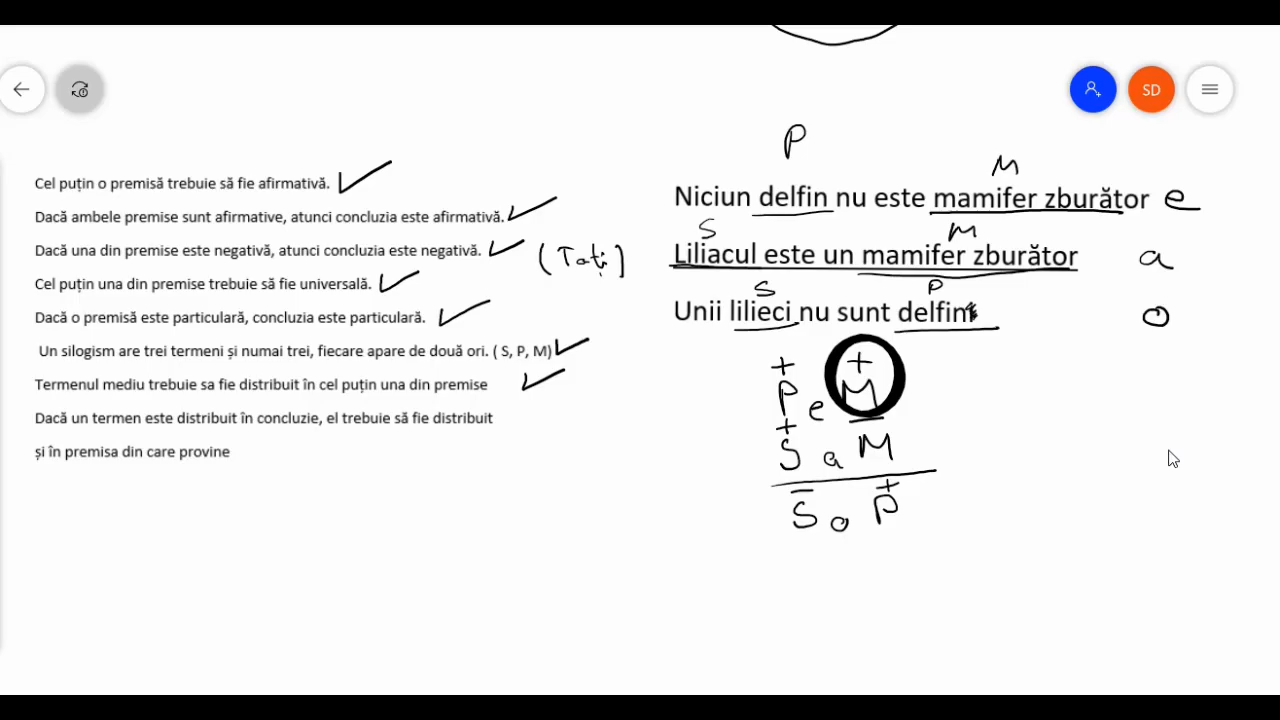 SD
Cel puțin o premisă trebuie să fie afirmativă.
Dacă ambele premise sunt afirmative, atunci concluzia este afirmativă.
Dacă una din premise este negativă, atunci concluzia este negativă.
(Toți)
Cel puțin una din premise trebuie să fie universală.
Dacă o premisă este particulară, concluzia este particulară.
Un silogism are trei termeni și numai trei, fiecare apare de două ori. ( S, P, M)
Termenul mediu trebuie sa fie distribuit în cel puțin una din premise
Dacă un termen este distribuit în concluzie, el trebuie să fie distribuit
și în premisa din care provine
P M
Niciun delfin nu este mamifer zburător e
S M
Liliacul este un mamifer zburător a
S P
Unii lilieci nu sunt delfini o
+ +
P e M
+
S a M
− +
S o P